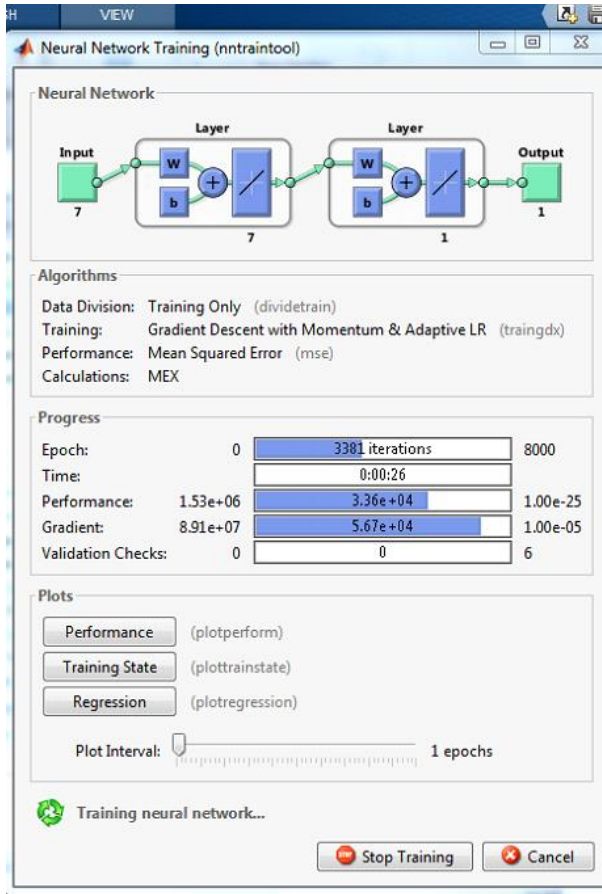 SH VIEW
Neural Network Training (nntraintool)
Neural Network
Layer Layer
Input W b + W b + Output
7 7 1 1
Algorithms
Data Division: Training Only (dividetrain)
Training: Gradient Descent with Momentum & Adaptive LR (traingdx)
Performance: Mean Squared Error (mse)
Calculations: MEX
Progress
Epoch: 0 3381 iterations 8000
Time: 0:00:26
Performance: 1.53e+06 3.36e+04 1.00e-25
Gradient: 8.91e+07 5.67e+04 1.00e-05
Validation Checks: 0 0 6
Plots
Performance (plotperform)
Training State (plottrainstate)
Regression (plotregression)
Plot Interval: 1 epochs
Training neural network...
Stop Training Cancel